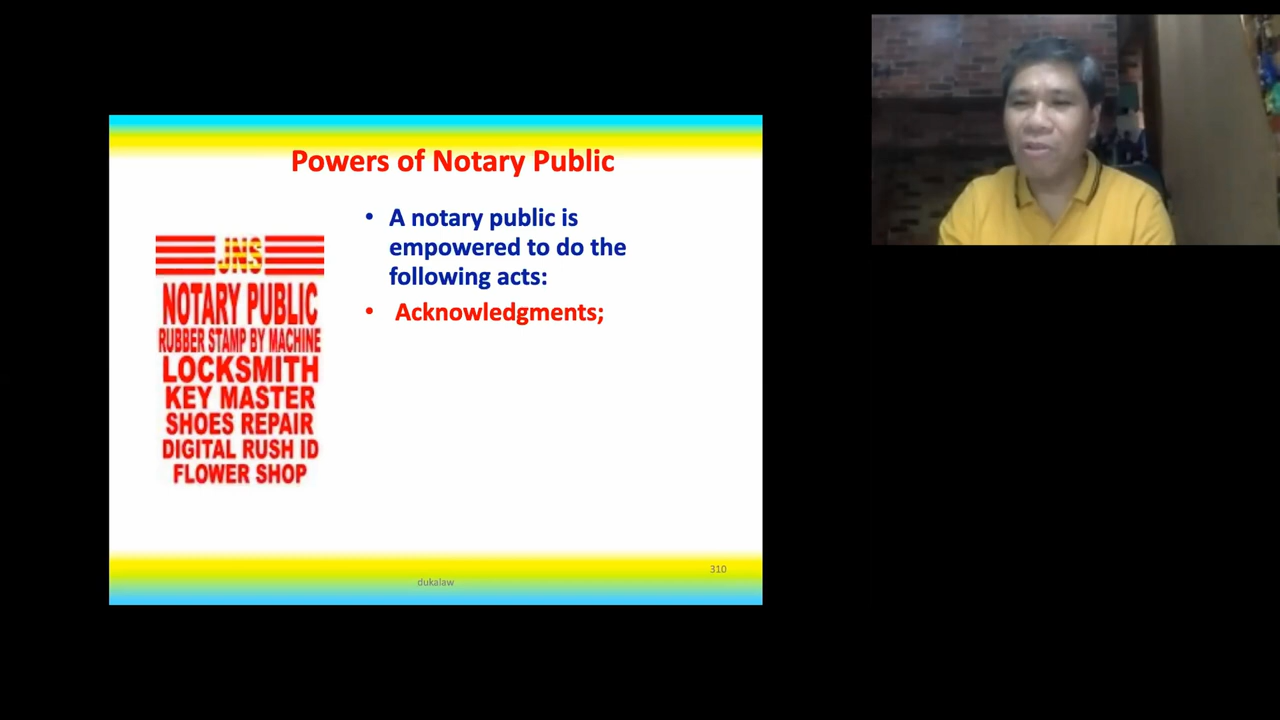 Powers of Notary Public
JNS
NOTARY PUBLIC
RUBBER STAMP BY MACHINE
LOCKSMITH
KEY MASTER
SHOES REPAIR
DIGITAL RUSH ID
FLOWER SHOP
• A notary public is
empowered to do the
following acts:
• Acknowledgments;
dukalaw
310